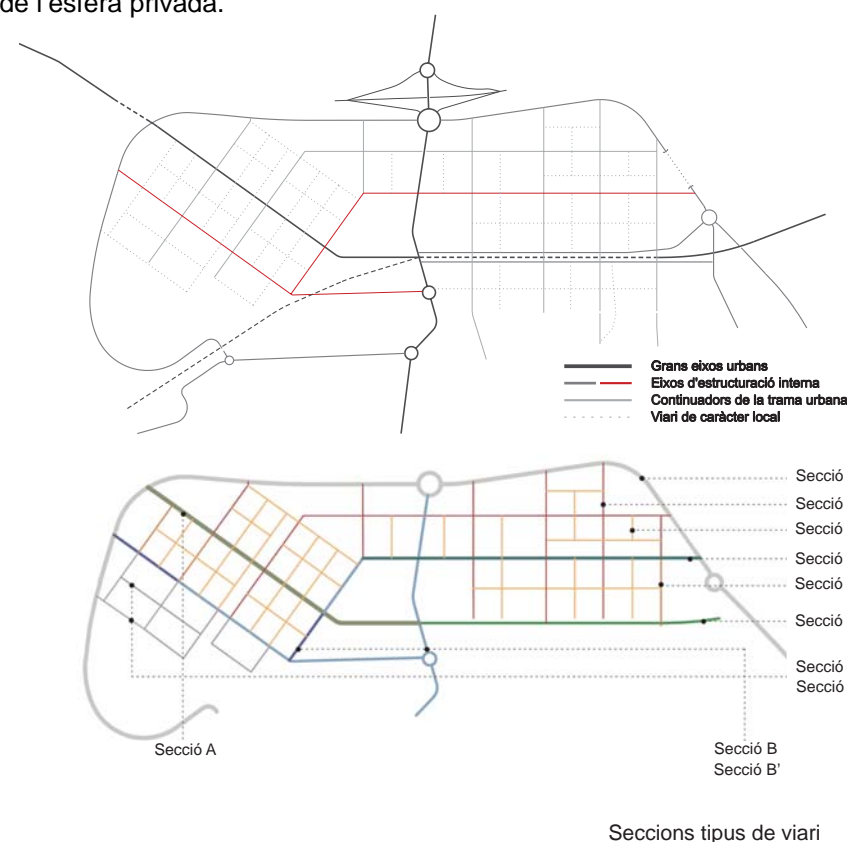 de l'esfera privada.
Grans eixos urbans
Eixos d'estructuració interna
Continuadors de la trama urbana
Viari de caràcter local
Secció
Secció
Secció
Secció
Secció
Secció
Secció
Secció
Secció A
Secció B
Secció B'
Seccions tipus de viari